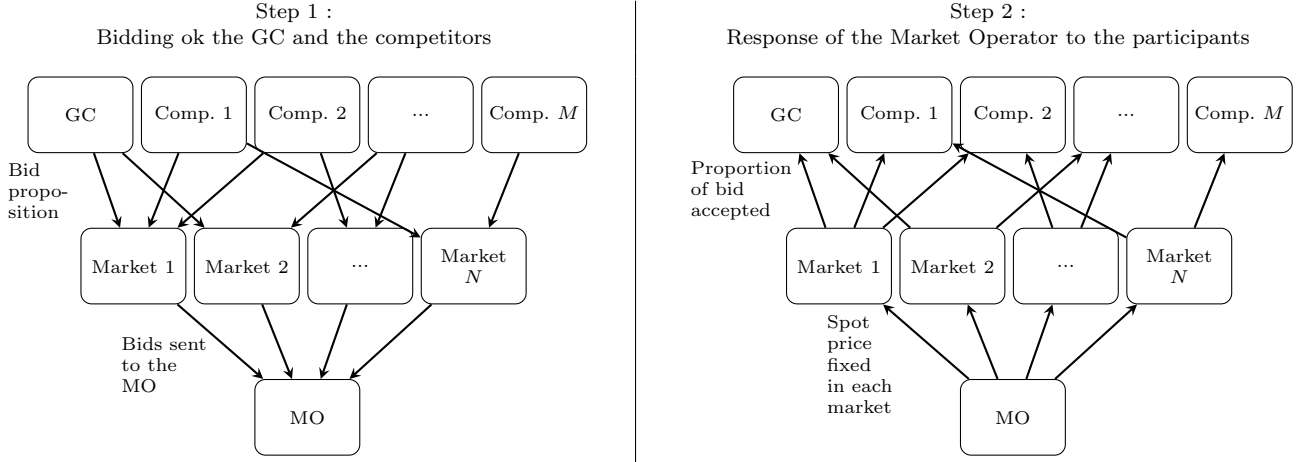 Step 1 :
Bidding ok the GC and the competitors
GC
Comp. 1
Comp. 2
...
Comp. M
Bid
propo-
sition
Market 1
Market 2
...
Market
N
Bids sent
to the
MO
MO
Step 2 :
Response of the Market Operator to the participants
GC
Comp. 1
Comp. 2
...
Comp. M
Proportion
of bid
accepted
Market 1
Market 2
...
Market
N
Spot
price
fixed
in each
market
MO